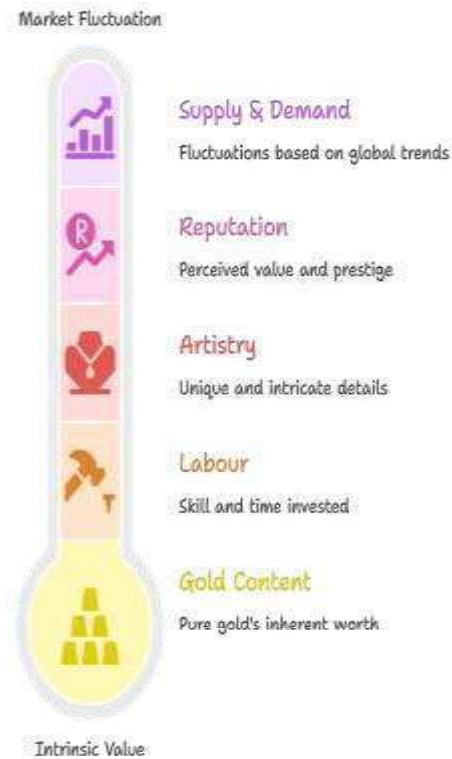 Market Fluctuation
Supply & Demand
Fluctuations based on global trends
R
Reputation
Perceived value and prestige
Artistry
Unique and intricate details
Labour
Skill and time invested
Gold Content
Pure gold's inherent worth
Intrinsic Value